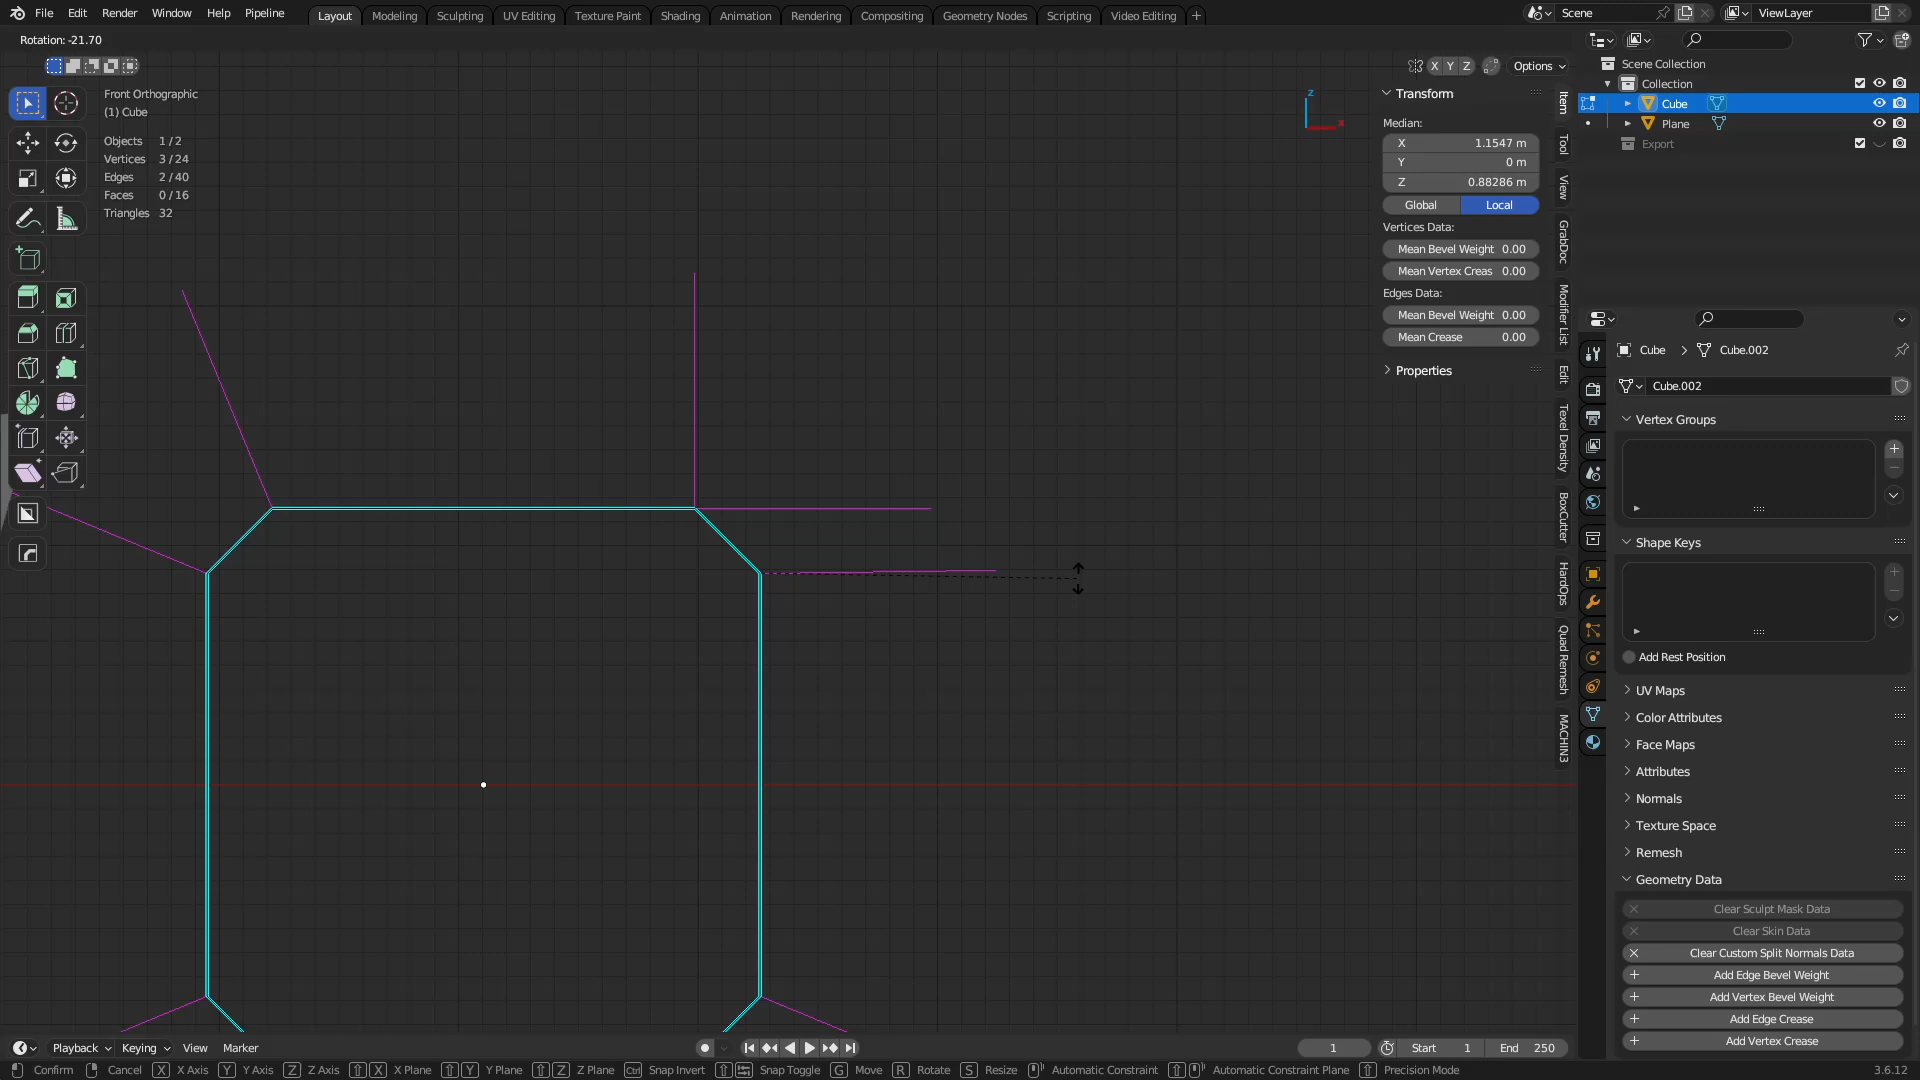 File Edit Render Window Help Pipeline Layout Modeling Sculpting UV Editing Texture Paint Shading Animation Rendering Compositing Geometry Nodes Scripting Video Editing + Scene ViewLayer
Rotation: -21.70
X Y Z Options
Front Orthographic
(1) Cube
Objects 1 / 2
Vertices 3 / 24
Edges 2 / 40
Faces 0 / 16
Triangles 32
Z
X
Transform
Median:
X 1.1547 m
Y 0 m
Z 0.88286 m
Global Local
Vertices Data:
Mean Bevel Weight 0.00
Mean Vertex Creas 0.00
Edges Data:
Mean Bevel Weight 0.00
Mean Crease 0.00
Properties
Item
Tool
View
GrabDoc
Modifier List
Edit
Texel Density
BoxCutter
HardOps
Quad Remesh
MACHIN3
Scene Collection
Collection
Cube
Plane
Export
Cube > Cube.002
Cube.002
Vertex Groups
Shape Keys
Add Rest Position
UV Maps
Color Attributes
Face Maps
Attributes
Normals
Texture Space
Remesh
Geometry Data
Clear Sculpt Mask Data
Clear Skin Data
Clear Custom Split Normals Data
Add Edge Bevel Weight
Add Vertex Bevel Weight
Add Edge Crease
Add Vertex Crease
Playback Keying View Marker 1 Start 1 End 250
Confirm Cancel X X Axis Y Y Axis Z Z Axis X X Plane Y Y Plane Z Z Plane Ctrl Snap Invert Snap Toggle G Move R Rotate S Resize Automatic Constraint Automatic Constraint Plane Precision Mode 3.6.12